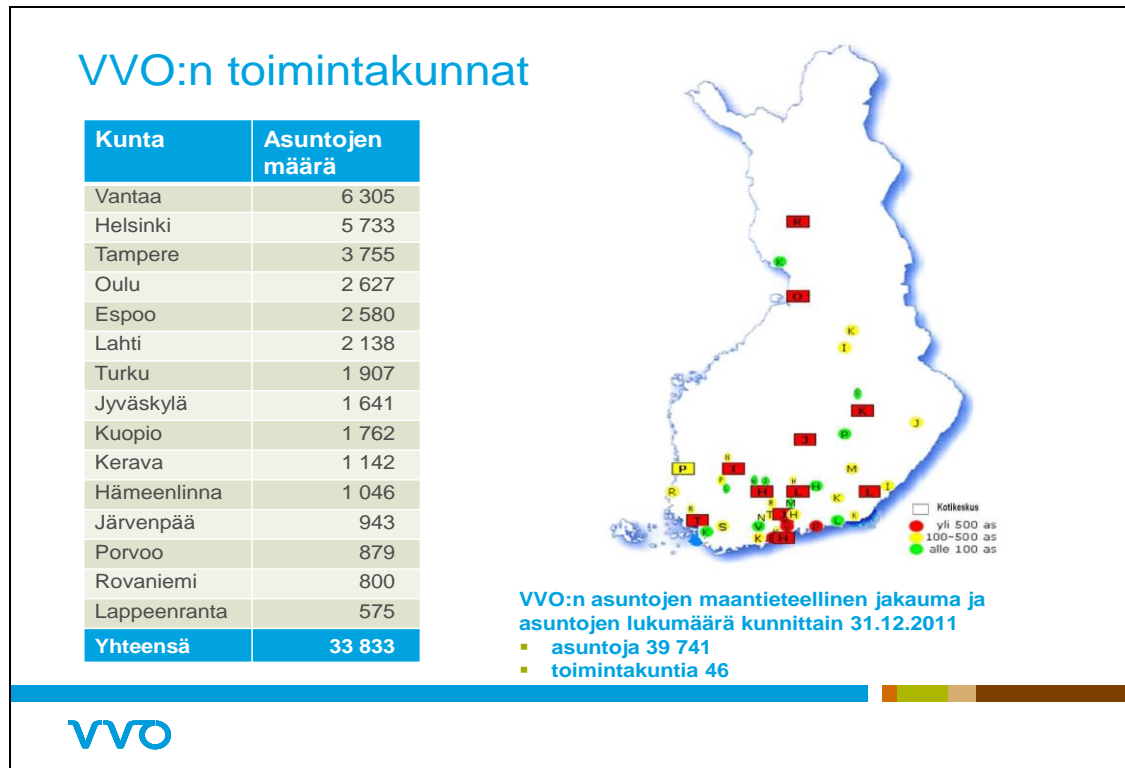 VVO:n toimintakunnat
Kunta Asuntojen määrä
Vantaa 6 305
Helsinki 5 733
Tampere 3 755
Oulu 2 627
Espoo 2 580
Lahti 2 138
Turku 1 907
Jyväskylä 1 641
Kuopio 1 762
Kerava 1 142
Hämeenlinna 1 046
Järvenpää 943
Porvoo 879
Rovaniemi 800
Lappeenranta 575
Yhteensä 33 833
R
K
O
K
I
K
J
P
J
P
T
M
R
H
L
H
K
L
I
T
K
S
N
T
H
V
K
H
L
Kotikeskus
yli 500 as
100-500 as
alle 100 as
VVO:n asuntojen maantieteellinen jakauma ja
asuntojen lukumäärä kunnittain 31.12.2011
asuntoja 39 741
toimintakuntia 46
VVO